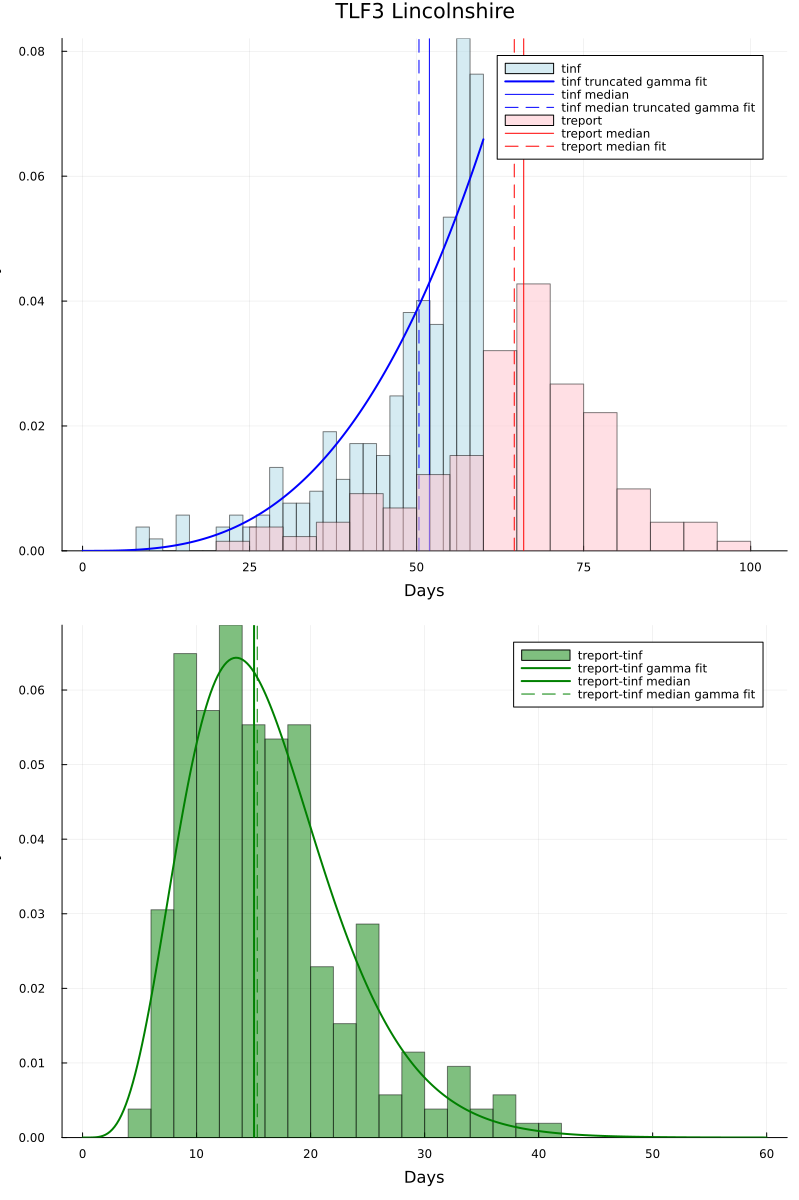 TLF3 Lincolnshire
0.08
0.06
0.04
0.02
0.00
tinf
tinf truncated gamma fit
tinf median
tinf median truncated gamma fit
treport
treport median
treport median fit
0
25
50
75
100
Days
0.06
0.05
0.04
0.03
0.02
0.01
0.00
treport-tinf
treport-tinf gamma fit
treport-tinf median
treport-tinf median gamma fit
0
10
20
30
40
50
60
Days